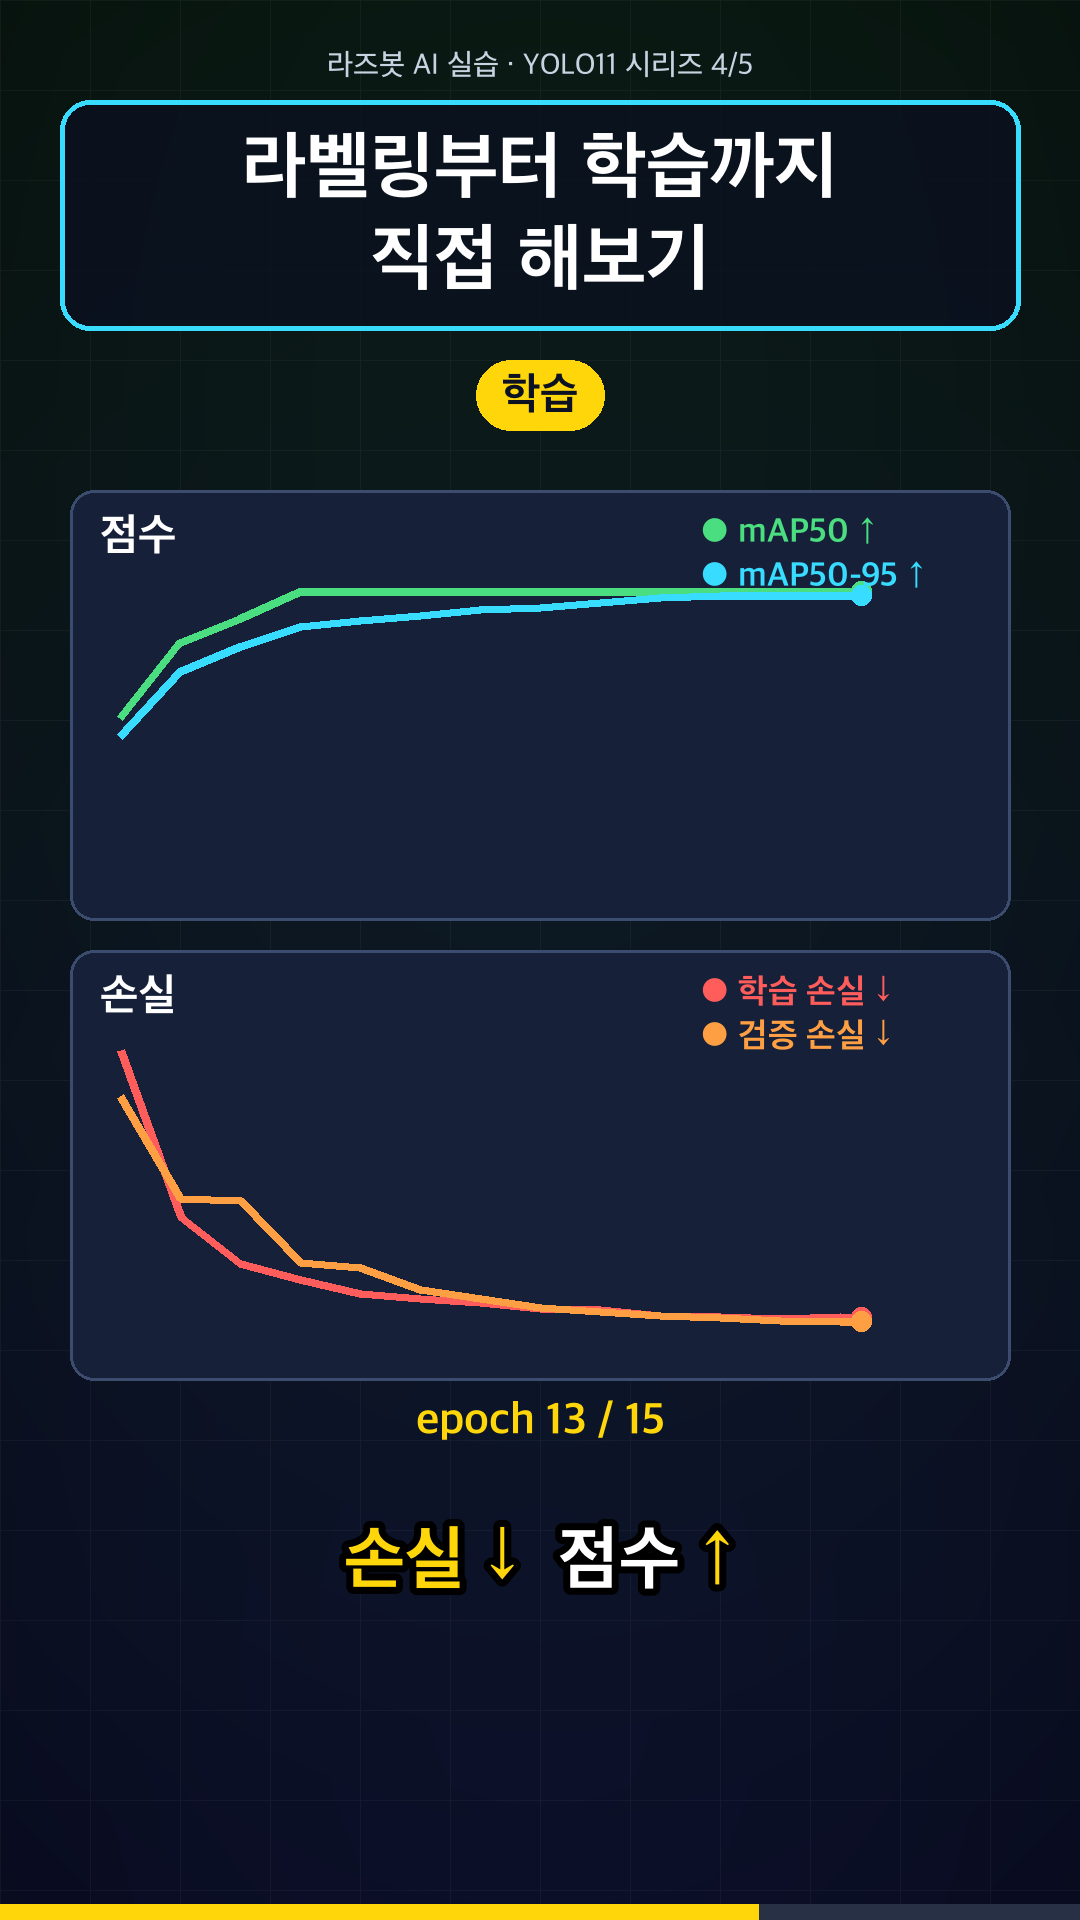 라즈봇 AI 실습 · YOLO11 시리즈 4/5
라벨링부터 학습까지
직접 해보기
학습
점수
mAP50 ↑
mAP50-95 ↑
손실
학습 손실 ↓
검증 손실 ↓
epoch 13 / 15
손실 ↓ 점수 ↑